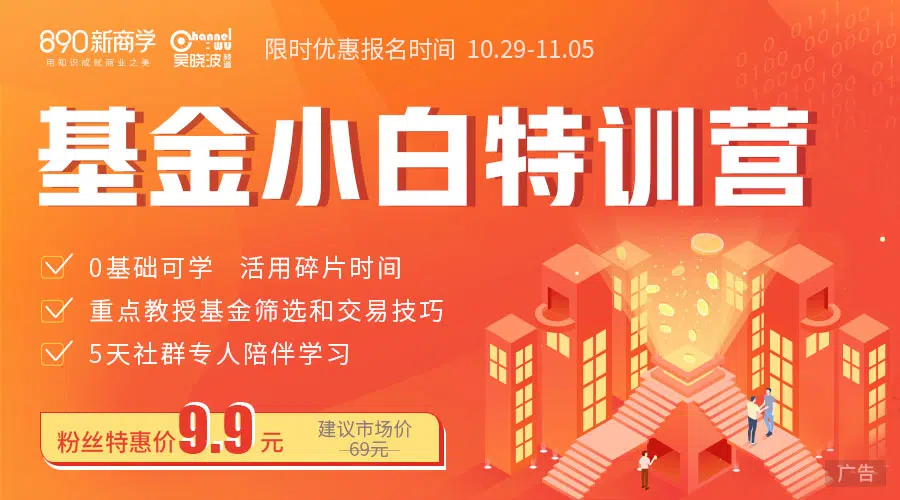 890新商学
用知识成就商业之美
Channel Wu
吴晓波频道
限时优惠报名时间 10.29-11.05
基金小白特训营
0基础可学 活用碎片时间
重点教授基金筛选和交易技巧
5天社群专人陪伴学习
粉丝特惠价9.9元
建议市场价
69元
广告